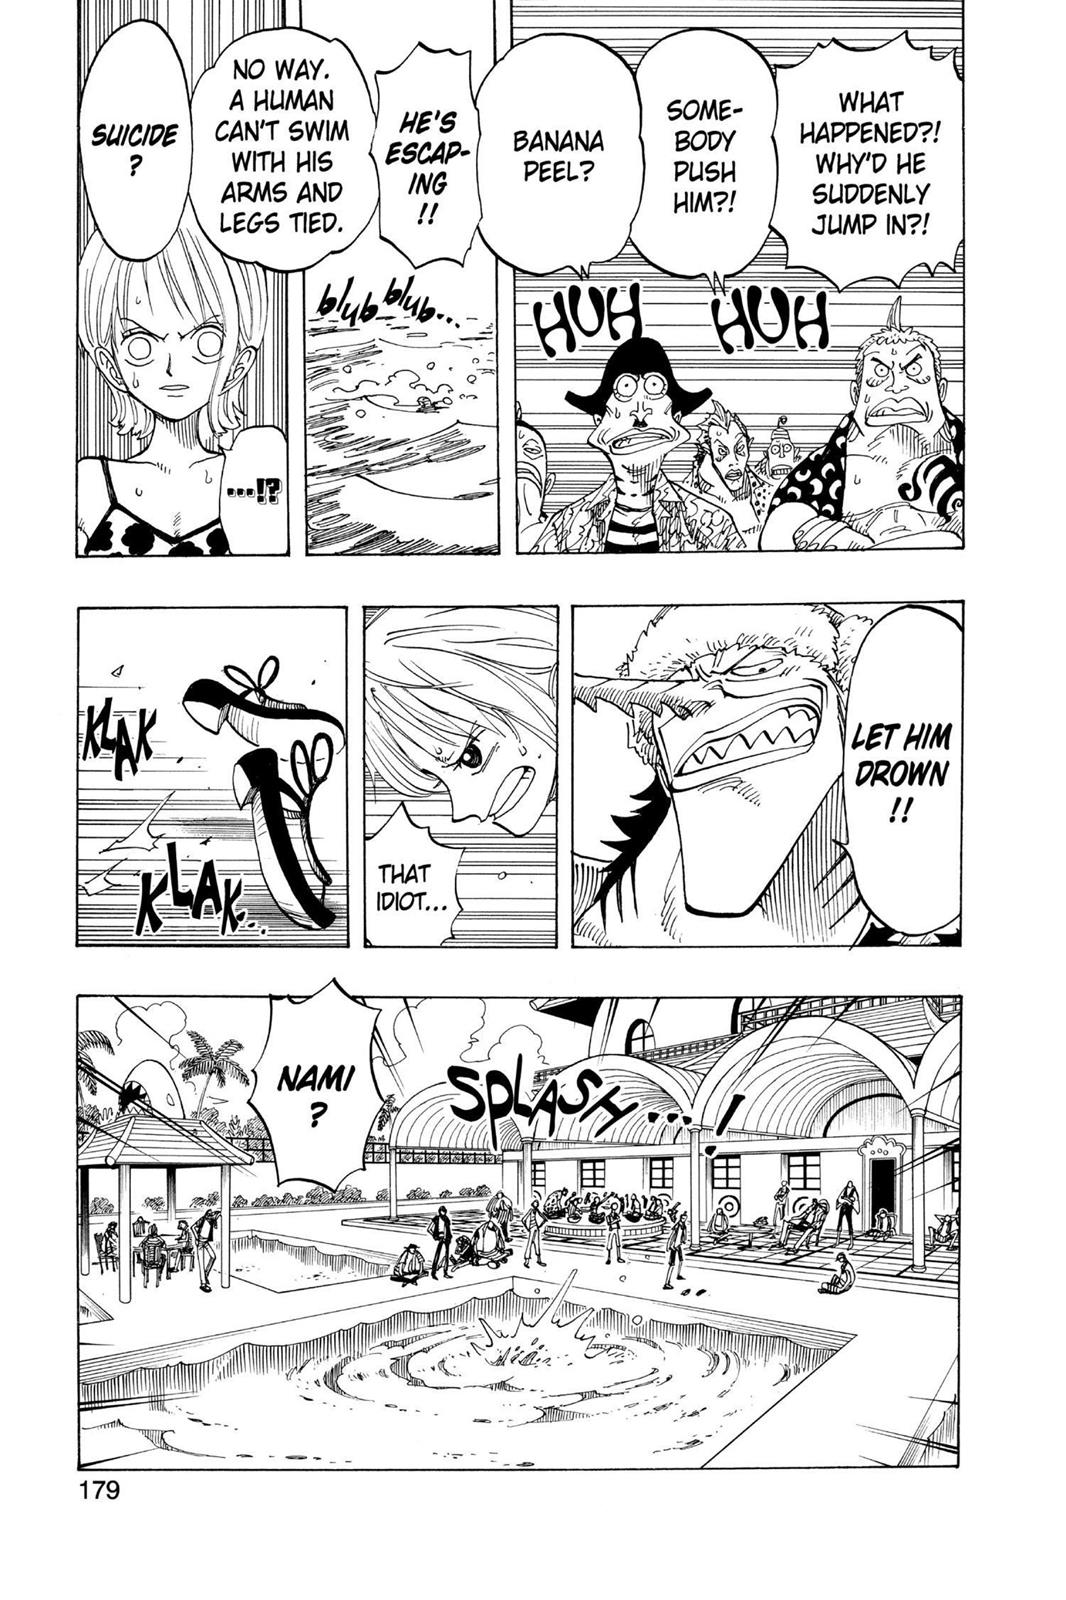 WHAT
HAPPENED?!
WHY'D HE
SUDDENLY
JUMP IN?!
SOME-
BODY
PUSH
HIM?!
BANANA
PEEL?
HUH
HUH
HE'S
ESCAP-
ING
!!
NO WAY.
A HUMAN
CAN'T SWIM
WITH HIS
ARMS AND
LEGS TIED.
blub blub...
SUICIDE
?
...!?
LET HIM
DROWN
!!
THAT
IDIOT...
KLAK
KLAK...
NAMI
?
SPLASH...!
179